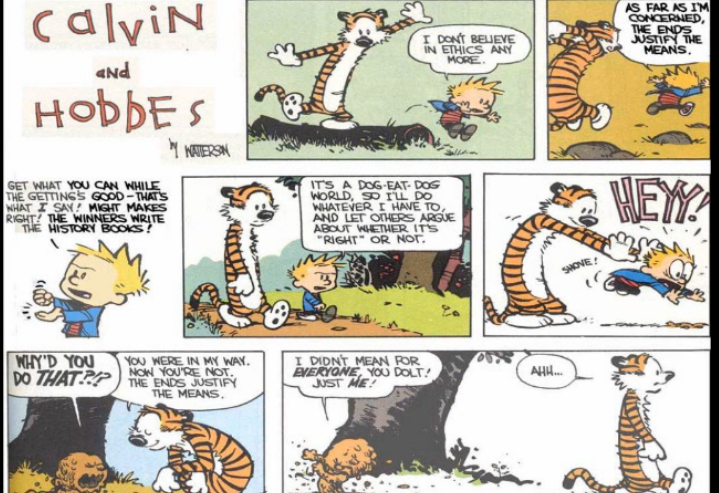 Calvin
and
HObbEs
by WATTERSON
I DON'T BELIEVE
IN ETHICS ANY
MORE.
AS FAR AS I'M
CONCERNED,
THE ENDS
JUSTIFY THE
MEANS.
GET WHAT YOU CAN WHILE
THE GETTING'S GOOD - THAT'S
WHAT I SAY! MIGHT MAKES
RIGHT! THE WINNERS WRITE
THE HISTORY BOOKS!
IT'S A DOG-EAT-DOG
WORLD, SO I'LL DO
WHATEVER I HAVE TO,
AND LET OTHERS ARGUE
ABOUT WHETHER IT'S
"RIGHT" OR NOT.
HEYY!
SHOVE!
WHY'D YOU
DO THAT?!?
YOU WERE IN MY WAY.
NOW YOU'RE NOT.
THE ENDS JUSTIFY
THE MEANS.
I DIDN'T MEAN FOR
EVERYONE, YOU DOLT!
JUST ME!
AHH...